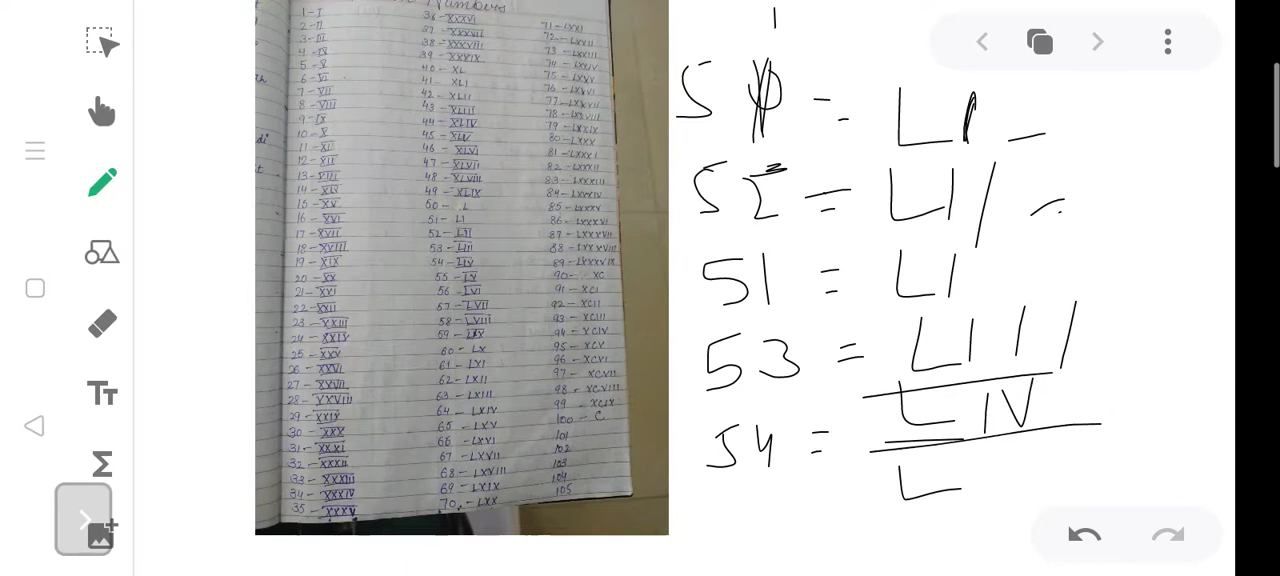 Numbers
1-I
2-II
3-III
4-IV
5-V
6-VI
7-VII
8-VIII
9-IX
10-X
11-XI
12-XII
13-XIII
14-XIV
15-XV
16-XVI
17-XVII
18-XVIII
19-XIX
20-XX
21-XXI
22-XXII
23-XXIII
24-XXIV
25-XXV
26-XXVI
27-XXVII
28-XXVIII
29-XXIX
30-XXX
31-XXXI
32-XXXII
33-XXXIII
34-XXXIV
35-XXXV
36-XXXVI
37-XXXVII
38-XXXVIII
39-XXXIX
40-XL
41-XLI
42-XLII
43-XLIII
44-XLIV
45-XLV
46-XLVI
47-XLVII
48-XLVIII
49-XLIX
50-L
51-LI
52-LII
53-LIII
54-LIV
55-LV
56-LVI
57-LVII
58-LVIII
59-LIX
60-LX
61-LXI
62-LXII
63-LXIII
64-LXIV
65-LXV
66-LXVI
67-LXVII
68-LXVIII
69-LXIX
70-LXX
71-LXXI
72-LXXII
73-LXXIII
74-LXXIV
75-LXXV
76-LXXVI
77-LXXVII
78-LXXVIII
79-LXXIX
80-LXXX
81-LXXXI
82-LXXXII
83-LXXXIII
84-LXXXIV
85-LXXXV
86-LXXXVI
87-LXXXVII
88-LXXXVIII
89-LXXXVIX
90-XC
91-XCI
92-XCII
93-XCIII
94-XCIV
95-XCV
96-XCVI
97-XCVII
98-XCVIII
99-XCIX
100-C
101
102
103
104
105
1
5 = L
52 = LI/
51 = LI
53 = LIII
LIV
54 =
L
Tт